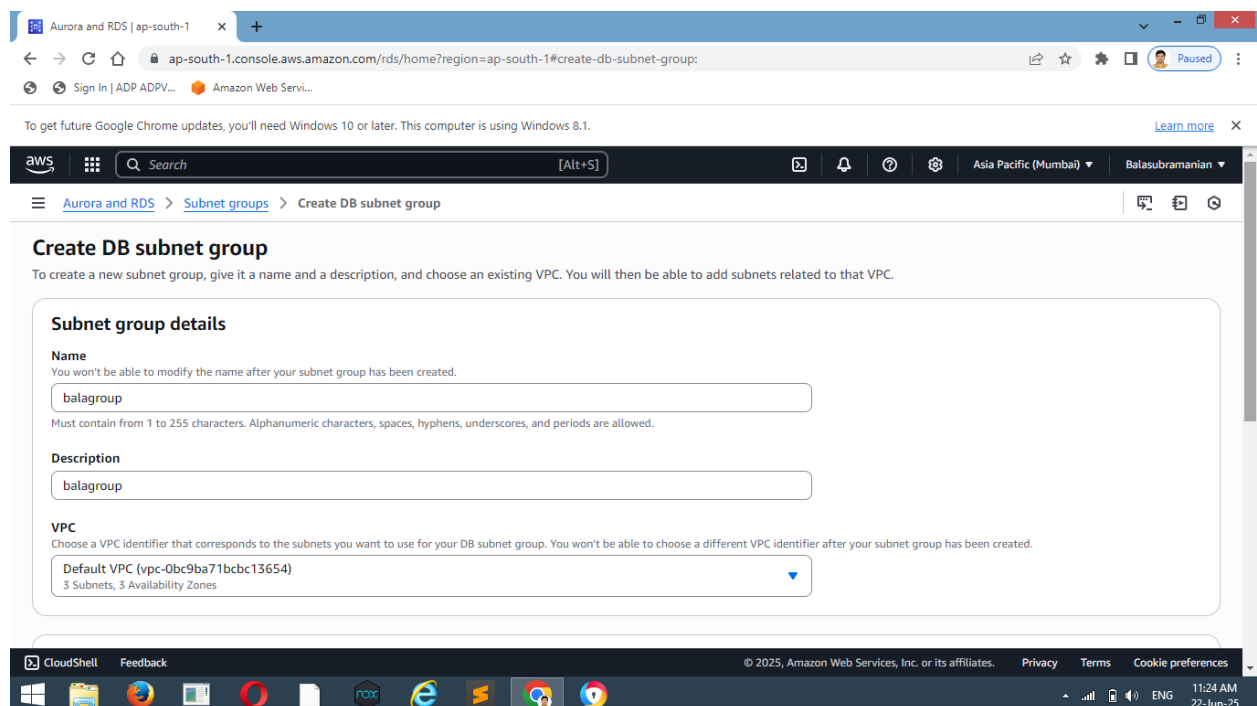 Aurora and RDS | ap-south-1
ap-south-1.console.aws.amazon.com/rds/home?region=ap-south-1#create-db-subnet-group:
Paused
Sign In | ADP ADPV...
Amazon Web Servi...
To get future Google Chrome updates, you'll need Windows 10 or later. This computer is using Windows 8.1.
Learn more
aws
Search
[Alt+S]
Asia Pacific (Mumbai)
Balasubramanian
Aurora and RDS > Subnet groups > Create DB subnet group
Create DB subnet group
To create a new subnet group, give it a name and a description, and choose an existing VPC. You will then be able to add subnets related to that VPC.
Subnet group details
Name
You won't be able to modify the name after your subnet group has been created.
balagroup
Must contain from 1 to 255 characters. Alphanumeric characters, spaces, hyphens, underscores, and periods are allowed.
Description
balagroup
VPC
Choose a VPC identifier that corresponds to the subnets you want to use for your DB subnet group. You won't be able to choose a different VPC identifier after your subnet group has been created.
Default VPC (vpc-0bc9ba71bcbc13654)
3 Subnets, 3 Availability Zones
CloudShell
Feedback
© 2025, Amazon Web Services, Inc. or its affiliates.
Privacy
Terms
Cookie preferences
nox
ENG
11:24 AM
22-Jun-25